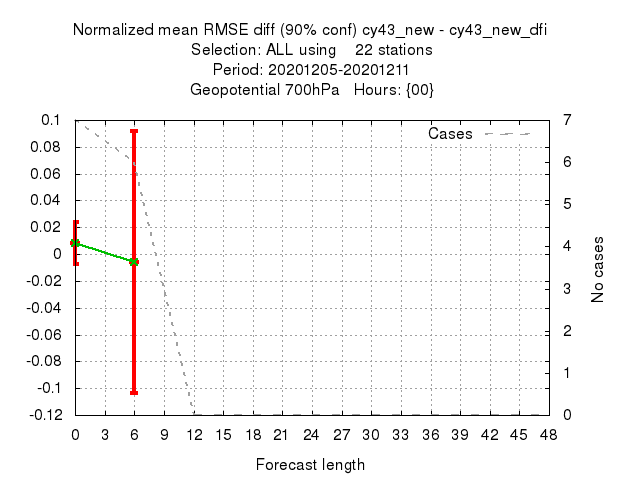 Normalized mean RMSE diff (90% conf) cy43_new - cy43_new_dfi
Selection: ALL using 22 stations
Period: 20201205-20201211
Geopotential 700hPa Hours: {00}
Cases
0.1
0.08
0.06
0.04
0.02
0
-0.02
-0.04
-0.06
-0.08
-0.1
-0.12
7
6
5
4
3
2
1
0
No cases
0 3 6 9 12 15 18 21 24 27 30 33 36 39 42 45 48
Forecast length